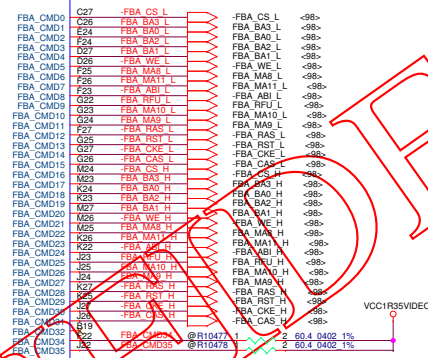 FBA_CMD0 C27 -FBA_CS_L -FBA_CS_L <98>
FBA_CMD1 C26 FBA_BA3_L FBA_BA3_L <98>
FBA_CMD2 E24 FBA_BA0_L FBA_BA0_L <98>
FBA_CMD3 F24 FBA_BA2_L FBA_BA2_L <98>
FBA_CMD4 D27 FBA_BA1_L FBA_BA1_L <98>
FBA_CMD5 D26 -FBA_WE_L -FBA_WE_L <98>
FBA_CMD6 F25 FBA_MA8_L FBA_MA8_L <98>
FBA_CMD7 F26 FBA_MA11_L FBA_MA11_L <98>
FBA_CMD8 F23 -FBA_ABI_L -FBA_ABI_L <98>
FBA_CMD9 G22 FBA_RFU_L FBA_RFU_L <98>
FBA_CMD10 G23 FBA_MA10_L FBA_MA10_L <98>
FBA_CMD11 G24 FBA_MA9_L FBA_MA9_L <98>
FBA_CMD12 F27 -FBA_RAS_L -FBA_RAS_L <98>
FBA_CMD13 G25 -FBA_RST_L -FBA_RST_L <98>
FBA_CMD14 G27 -FBA_CKE_L -FBA_CKE_L <98>
FBA_CMD15 G26 -FBA_CAS_L -FBA_CAS_L <98>
FBA_CMD16 M24 -FBA_CS_H -FBA_CS_H <98>
FBA_CMD17 M23 FBA_BA3_H FBA_BA3_H <98>
FBA_CMD18 K24 FBA_BA0_H FBA_BA0_H <98>
FBA_CMD19 K23 FBA_BA2_H FBA_BA2_H <98>
FBA_CMD20 M27 FBA_BA1_H FBA_BA1_H <98>
FBA_CMD21 M26 -FBA_WE_H -FBA_WE_H <98>
FBA_CMD22 M25 FBA_MA8_H FBA_MA8_H <98>
FBA_CMD23 K26 FBA_MA11_H FBA_MA11_H <98>
FBA_CMD24 K22 -FBA_ABI_H -FBA_ABI_H <98>
FBA_CMD25 J23 FBA_RFU_H FBA_RFU_H <98>
FBA_CMD26 J25 FBA_MA10_H FBA_MA10_H <98>
FBA_CMD27 J24 FBA_MA9_H FBA_MA9_H <98>
FBA_CMD28 K27 -FBA_RAS_H -FBA_RAS_H <98>
FBA_CMD29 K25 -FBA_RST_H -FBA_RST_H <98>
FBA_CMD30 J27 -FBA_CKE_H -FBA_CKE_H <98>
FBA_CMD31 J26 -FBA_CAS_H -FBA_CAS_H <98>
VCC1R35VIDEO
B19
FBA_CMD34 F22 FBA_CMD34 @R10477 1 2 60.4_0402_1%
FBA_CMD35 J22 FBA_CMD35 @R10478 1 2 60.4_0402_1%